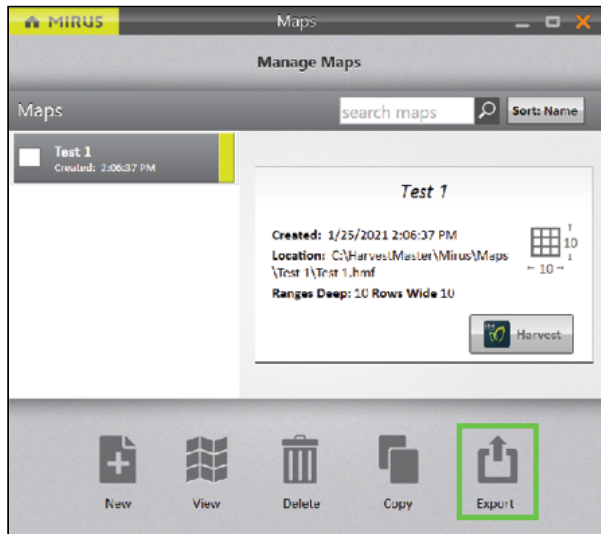 MIRUS
Maps
Manage Maps
Maps
search maps
Sort: Name
Test 1
Created: 2:06:37 PM
Test 1
Created: 1/25/2021 2:06:37 PM
Location: C:\HarvestMaster\Mirus\Maps
\Test 1\Test 1.hmf
Ranges Deep: 10 Rows Wide 10
10
10
Harvest
New
View
Delete
Copy
Export